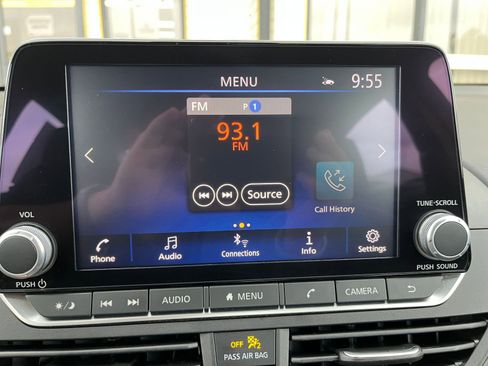 MENU 9:55
FM P 1
93.1
FM
Source
Call History
VOL
TUNE·SCROLL
Phone Audio Connections Info Settings
PUSH
PUSH SOUND
AUDIO MENU CAMERA
OFF 2
PASS AIR BAG